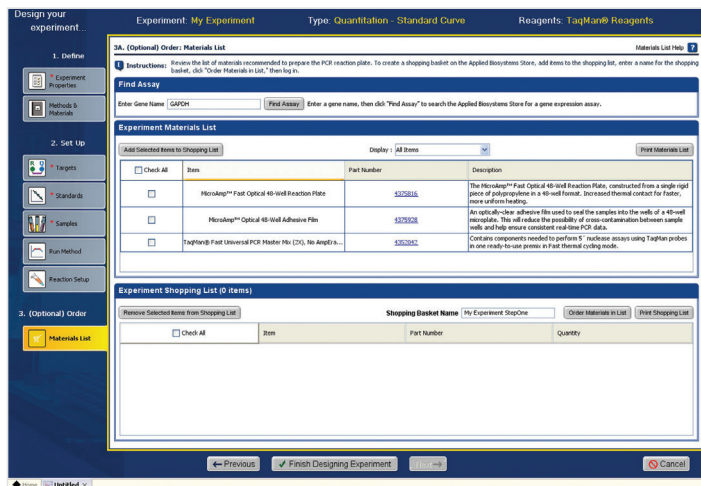 Design your
experiment...
Experiment: My Experiment Type: Quantitation - Standard Curve Reagents: TaqMan® Reagents
1. Define
* Experiment
Properties
Methods &
Materials
2. Set Up
* Targets
* Standards
* Samples
Run Method
Reaction Setup
3. (Optional) Order
Materials List
3A. (Optional) Order: Materials List Materials List Help ?
Instructions: Review the list of materials recommended to prepare the PCR reaction plate. To create a shopping basket on the Applied Biosystems Store, add items to the shopping list, enter a name for the shopping
basket, click "Order Materials in List," then log in.
Find Assay
Enter Gene Name GAPDH Find Assay Enter a gene name, then click "Find Assay" to search the Applied Biosystems Store for a gene expression assay.
Experiment Materials List
Add Selected Items to Shopping List Display : All Items Print Materials List
Check All Item Part Number Description
MicroAmp™ Fast Optical 48-Well Reaction Plate 4375816 The MicroAmp™ Fast Optical 48-Well Reaction Plate, constructed from a single rigid
piece of polypropylene in a 48-well format. Increased thermal contact for faster,
more uniform heating.
MicroAmp™ Optical 48-Well Adhesive Film 4375928 An optically-clear adhesive film used to seal the samples into the wells of a 48-well
microplate. This will reduce the possibility of cross-contamination between sample
wells and help ensure consistent real-time PCR data.
TaqMan® Fast Universal PCR Master Mix (2X), No AmpEra... 4352042 Contains components needed to perform 5´ nuclease assays using TaqMan probes
in one ready-to-use premix in Fast thermal cycling mode.
Experiment Shopping List (0 items)
Remove Selected Items from Shopping List Shopping Basket Name My Experiment StepOne Order Materials in List Print Shopping List
Check All Item Part Number Quantity
Previous Finish Designing Experiment Next Cancel
Home Untitled ×